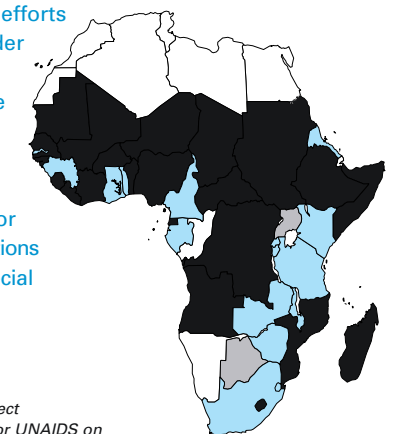 efforts
der
e
or
ions
cial
ect
or UNAIDS on